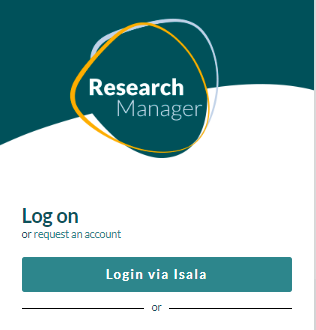 Research
Manager
Log on
or request an account
Login via Isala
or